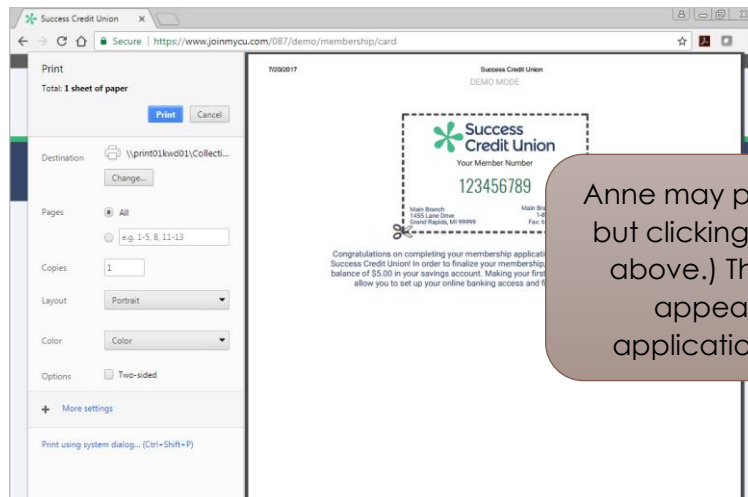 Success Credit Union
Secure | https://www.joinmycu.com/087/demo/membership/card
Print
Total: 1 sheet of paper
Print Cancel
Destination \\print01kwd01\Collecti...
Change...
Pages All
e.g. 1-5, 8, 11-13
Copies 1
Layout Portrait
Color Color
Options Two-sided
+ More settings
Print using system dialog... (Ctrl+Shift+P)
7/20/2017 Success Credit Union
DEMO MODE
Success
Credit Union
Your Member Number
123456789
Main Branch Main
1455 Lane Drive
Grand Rapids, MI 99999 Fax:
Congratulations on completing your membership
Success Credit Union! In order to finalize your membership,
balance of $5.00 in your savings account. Making your first
allow you to set up your online banking access and
Anne may
but clicking
above.)